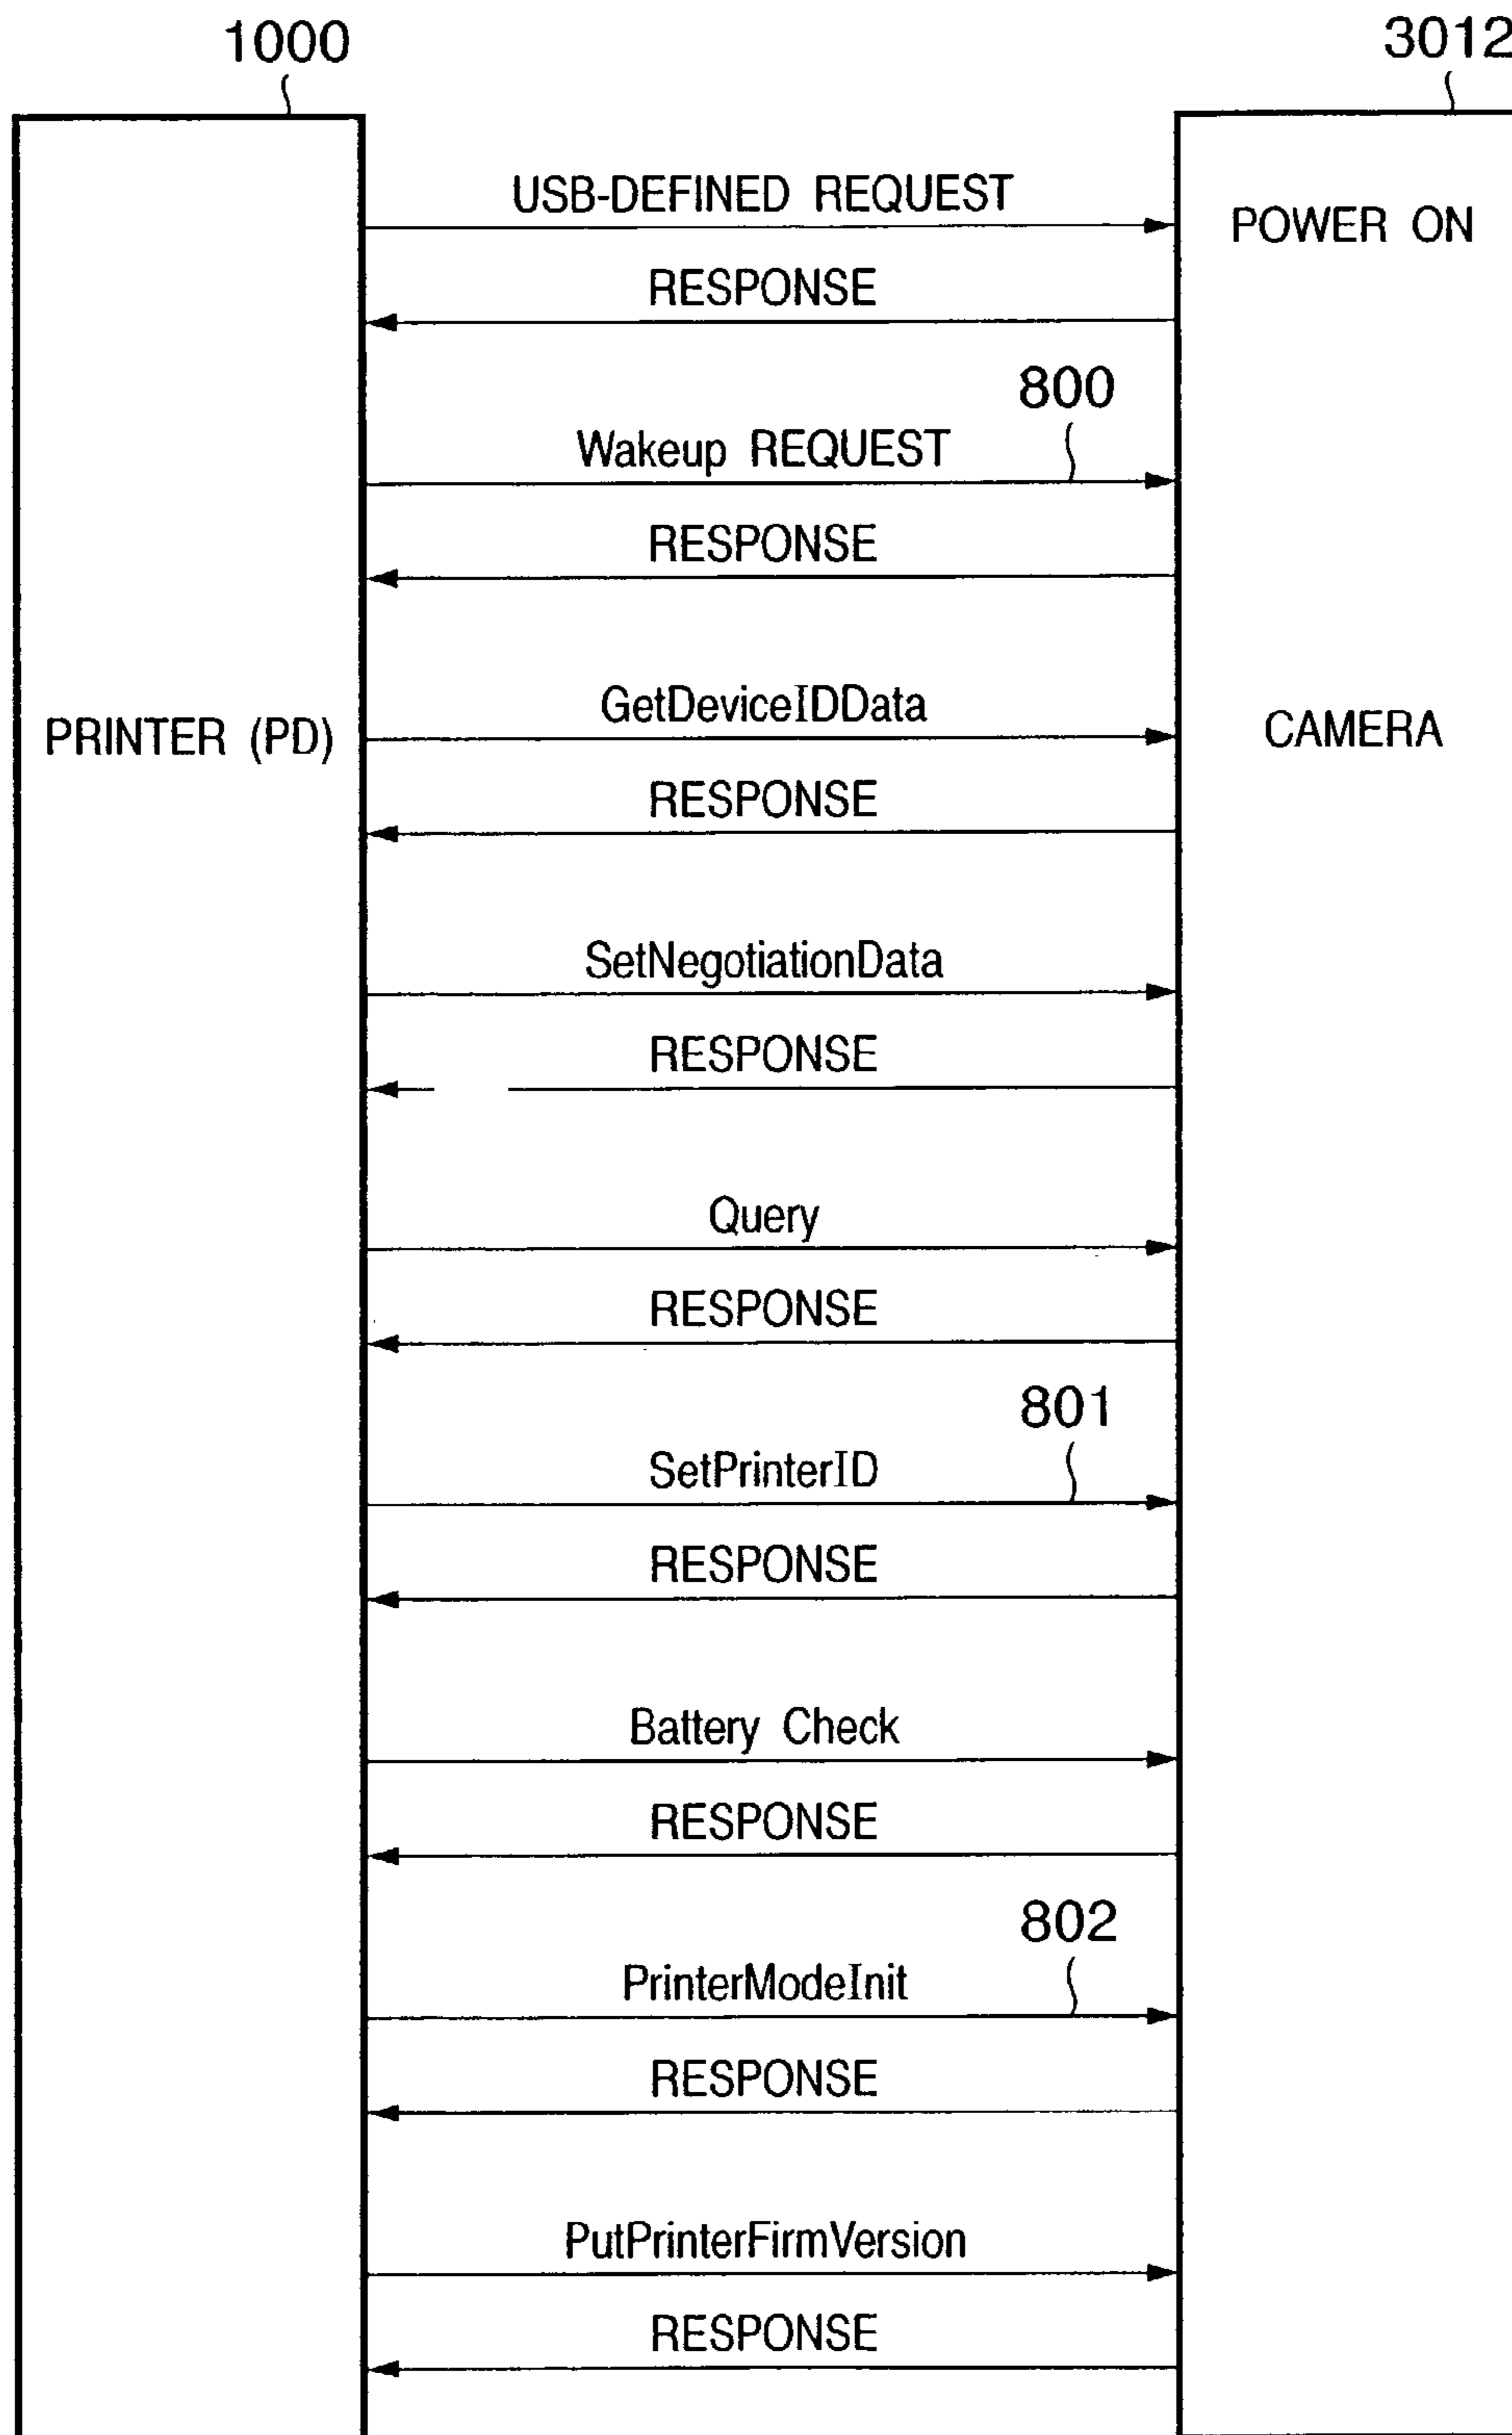 1000
3012
USB-DEFINED REQUEST
POWER ON
RESPONSE
800
Wakeup REQUEST
RESPONSE
GetDeviceIDData
PRINTER (PD)
CAMERA
RESPONSE
SetNegotiationData
RESPONSE
Query
RESPONSE
801
SetPrinterID
RESPONSE
Battery Check
RESPONSE
802
PrinterModeInit
RESPONSE
PutPrinterFirmVersion
RESPONSE